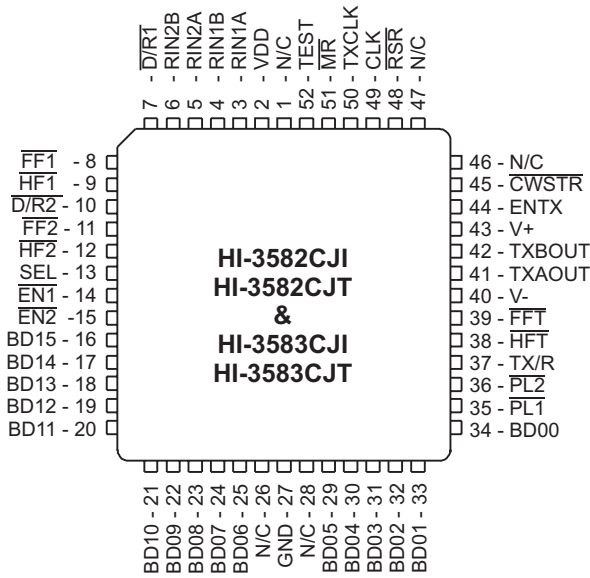 7 - D/R1
6 - RIN2B
5 - RIN2A
4 - RIN1B
3 - RIN1A
2 - VDD
1 - N/C
52 - TEST
51 - MR
50 - TXCLK
49 - CLK
48 - RSR
47 - N/C
FF1 - 8
HF1 - 9
D/R2 - 10
FF2 - 11
HF2 - 12
SEL - 13
EN1 - 14
EN2 -15
BD15 - 16
BD14 - 17
BD13 - 18
BD12 - 19
BD11 - 20
HI-3582CJI
HI-3582CJT
&
HI-3583CJI
HI-3583CJT
46 - N/C
45 - CWSTR
44 - ENTX
43 - V+
42 - TXBOUT
41 - TXAOUT
40 - V-
39 - FFT
38 - HFT
37 - TX/R
36 - PL2
35 - PL1
34 - BD00
BD10 - 21
BD09 - 22
BD08 - 23
BD07 - 24
BD06 - 25
N/C - 26
GND - 27
N/C - 28
BD05 - 29
BD04 - 30
BD03 - 31
BD02 - 32
BD01 - 33